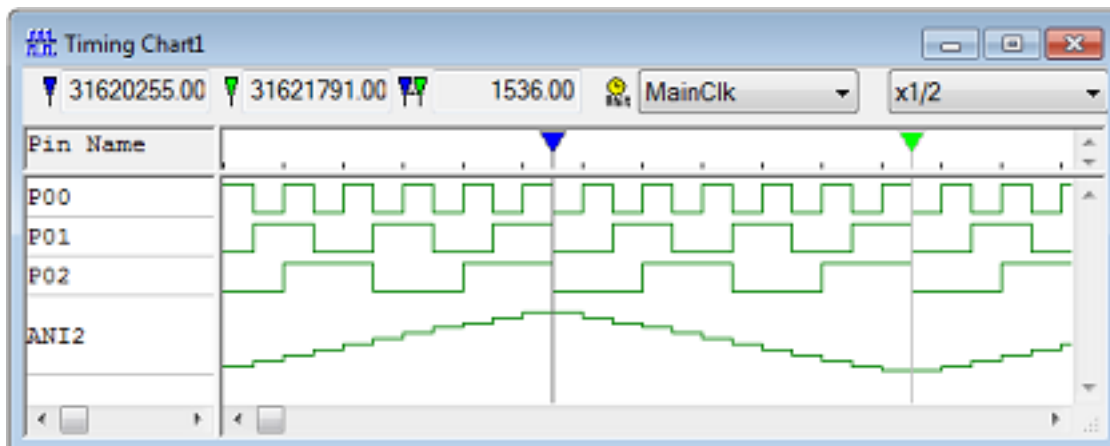 Timing Chart1
31620255.00 31621791.00 1536.00 MainClk x1/2
Pin Name
P00
P01
P02
ANI2